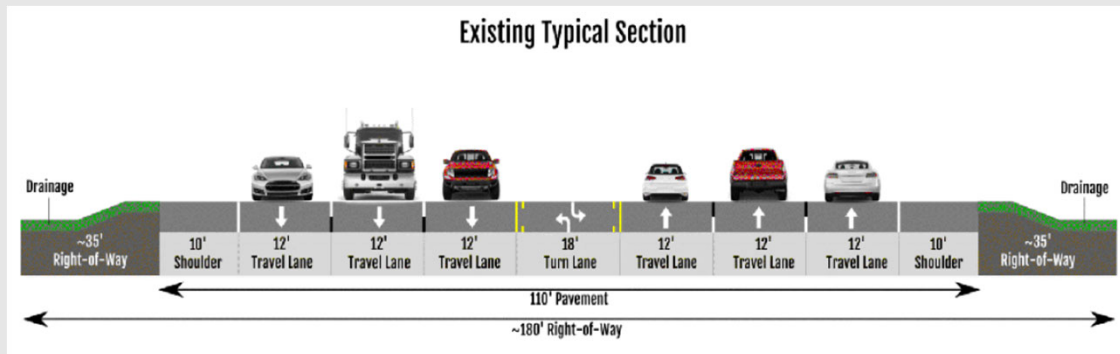 Existing Typical Section
Drainage
Drainage
~35'
Right-of-Way
10'
Shoulder
12'
Travel Lane
12'
Travel Lane
12'
Travel Lane
18'
Turn Lane
12'
Travel Lane
12'
Travel Lane
12'
Travel Lane
10'
Shoulder
~35'
Right-of-Way
110' Pavement
~180' Right-of-Way